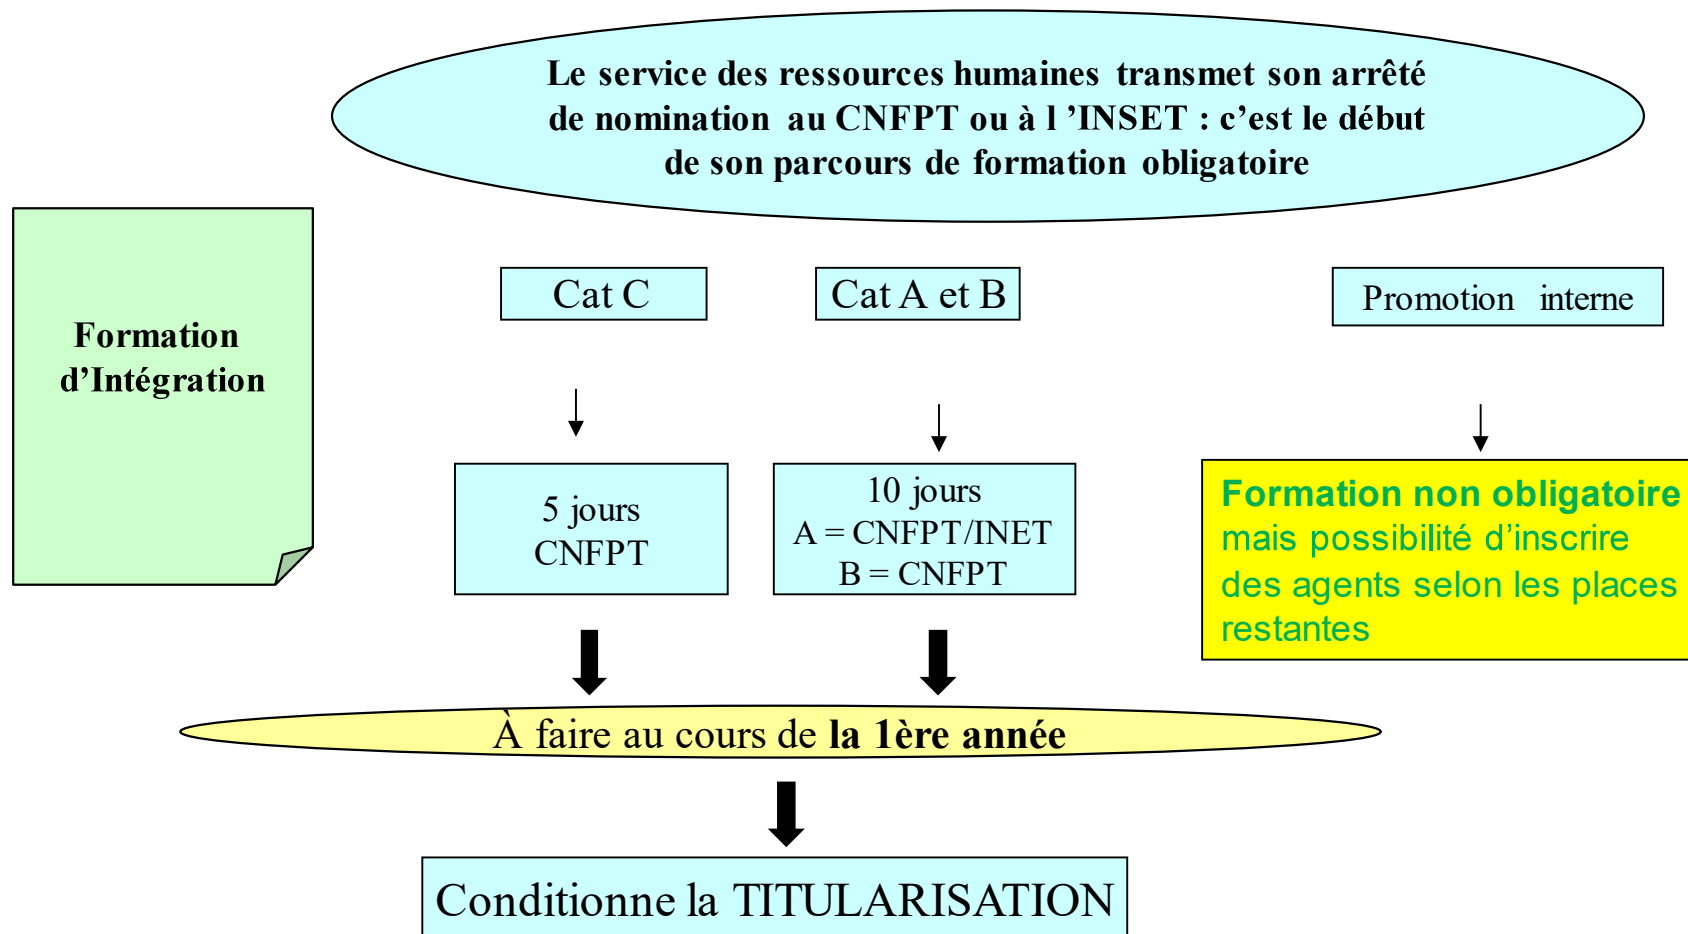 Le service des ressources humaines transmet son arrêté
de nomination au CNFPT ou à l ’INSET : c’est le début
de son parcours de formation obligatoire
Formation
d’Intégration
Cat C
Cat A et B
Promotion interne
5 jours
CNFPT
10 jours
A = CNFPT/INET
B = CNFPT
Formation non obligatoire
mais possibilité d’inscrire
des agents selon les places
restantes
À faire au cours de la 1ère année
Conditionne la TITULARISATION